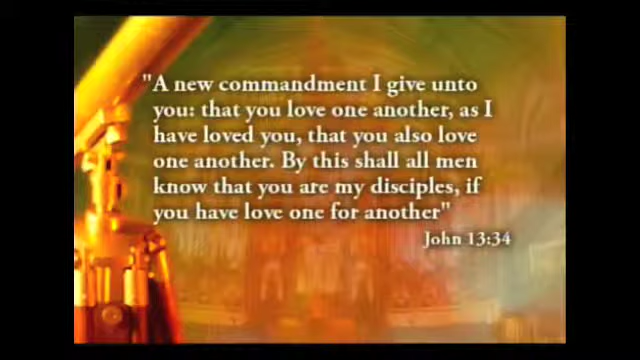 "A new commandment I give unto
you: that you love one another, as I
have loved you, that you also love
one another. By this shall all men
know that you are my disciples, if
you have love one for another"
John 13:34